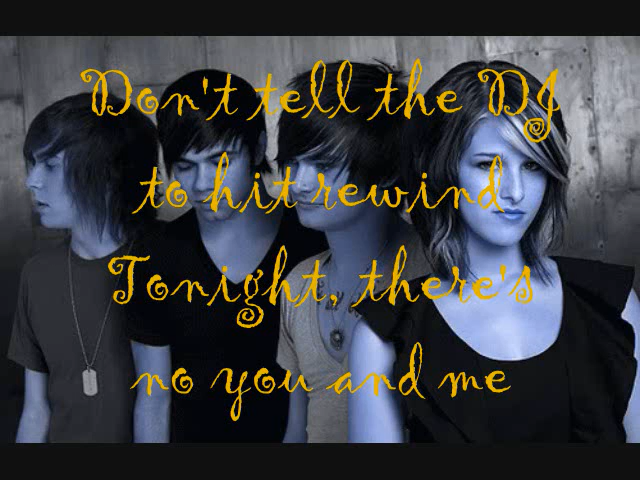 Don't tell the DJ
to hit rewind
Tonight, there's
no you and me